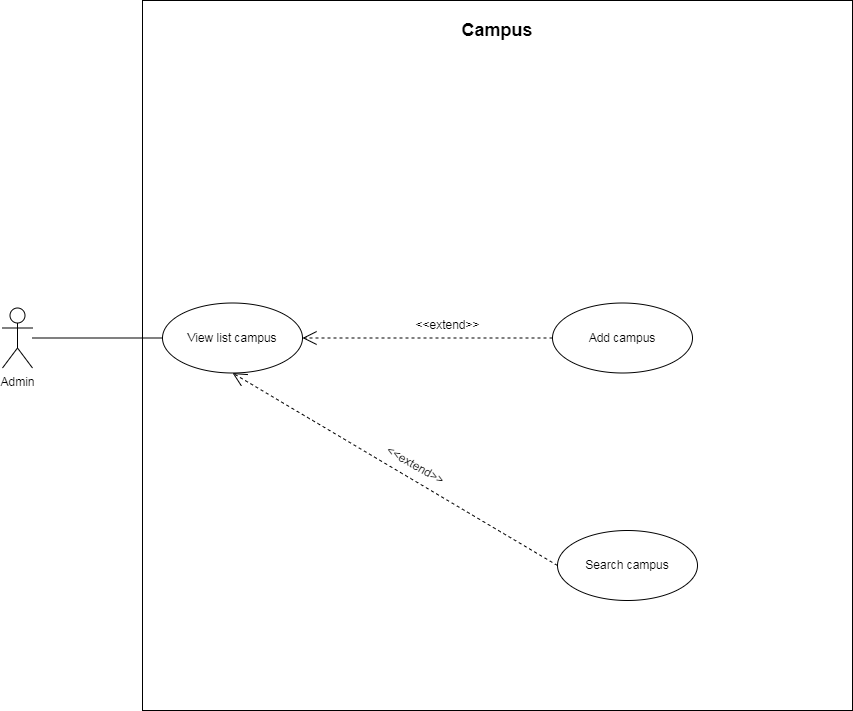 Campus
View list campus
<<extend>>
Add campus
Admin
<<extend>>
Search campus